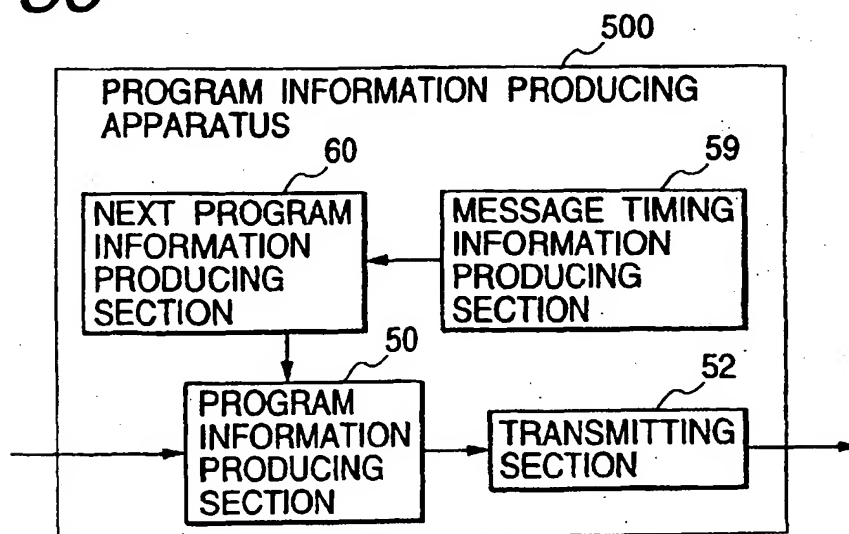 500
PROGRAM INFORMATION PRODUCING
APPARATUS
60
59
NEXT PROGRAM
INFORMATION
PRODUCING
SECTION
MESSAGE TIMING
INFORMATION
PRODUCING
SECTION
50
52
PROGRAM
INFORMATION
PRODUCING
SECTION
TRANSMITTING
SECTION